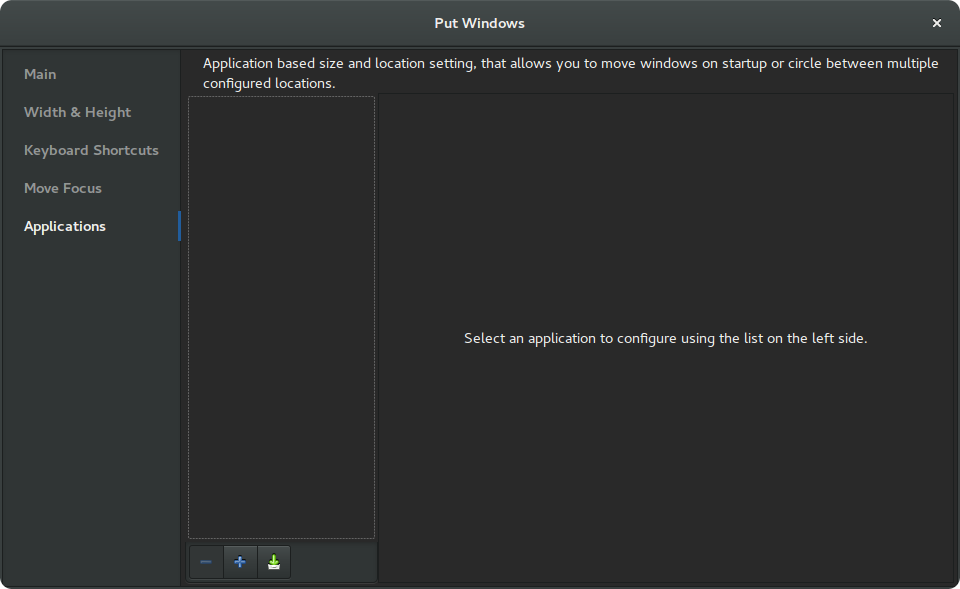 Put Windows
Main
Width & Height
Keyboard Shortcuts
Move Focus
Applications
Application based size and location setting, that allows you to move windows on startup or circle between multiple
configured locations.
Select an application to configure using the list on the left side.